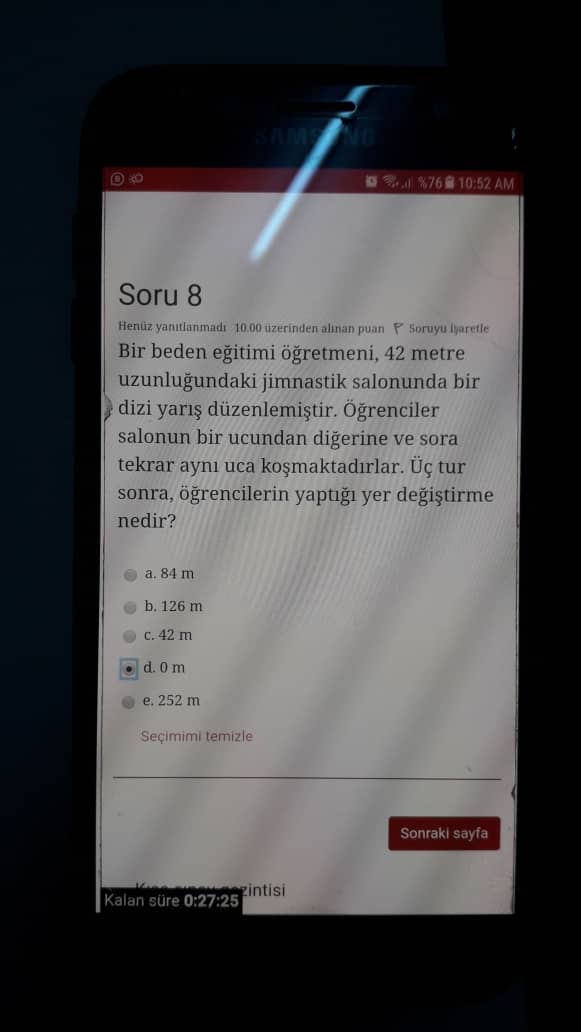 SAMSUNG
%76 10:52 AM
Soru 8
Henüz yanıtlanmadı 10.00 üzerinden alınan puan Soruyu işaretle
Bir beden eğitimi öğretmeni, 42 metre
uzunluğundaki jimnastik salonunda bir
dizi yarış düzenlemiştir. Öğrenciler
salonun bir ucundan diğerine ve sora
tekrar aynı uca koşmaktadırlar. Üç tur
sonra, öğrencilerin yaptığı yer değiştirme
nedir?
a. 84 m
b. 126 m
c. 42 m
d. 0 m
e. 252 m
Seçimimi temizle
Sonraki sayfa
Kısa sınav gezintisi
Kalan süre 0:27:25